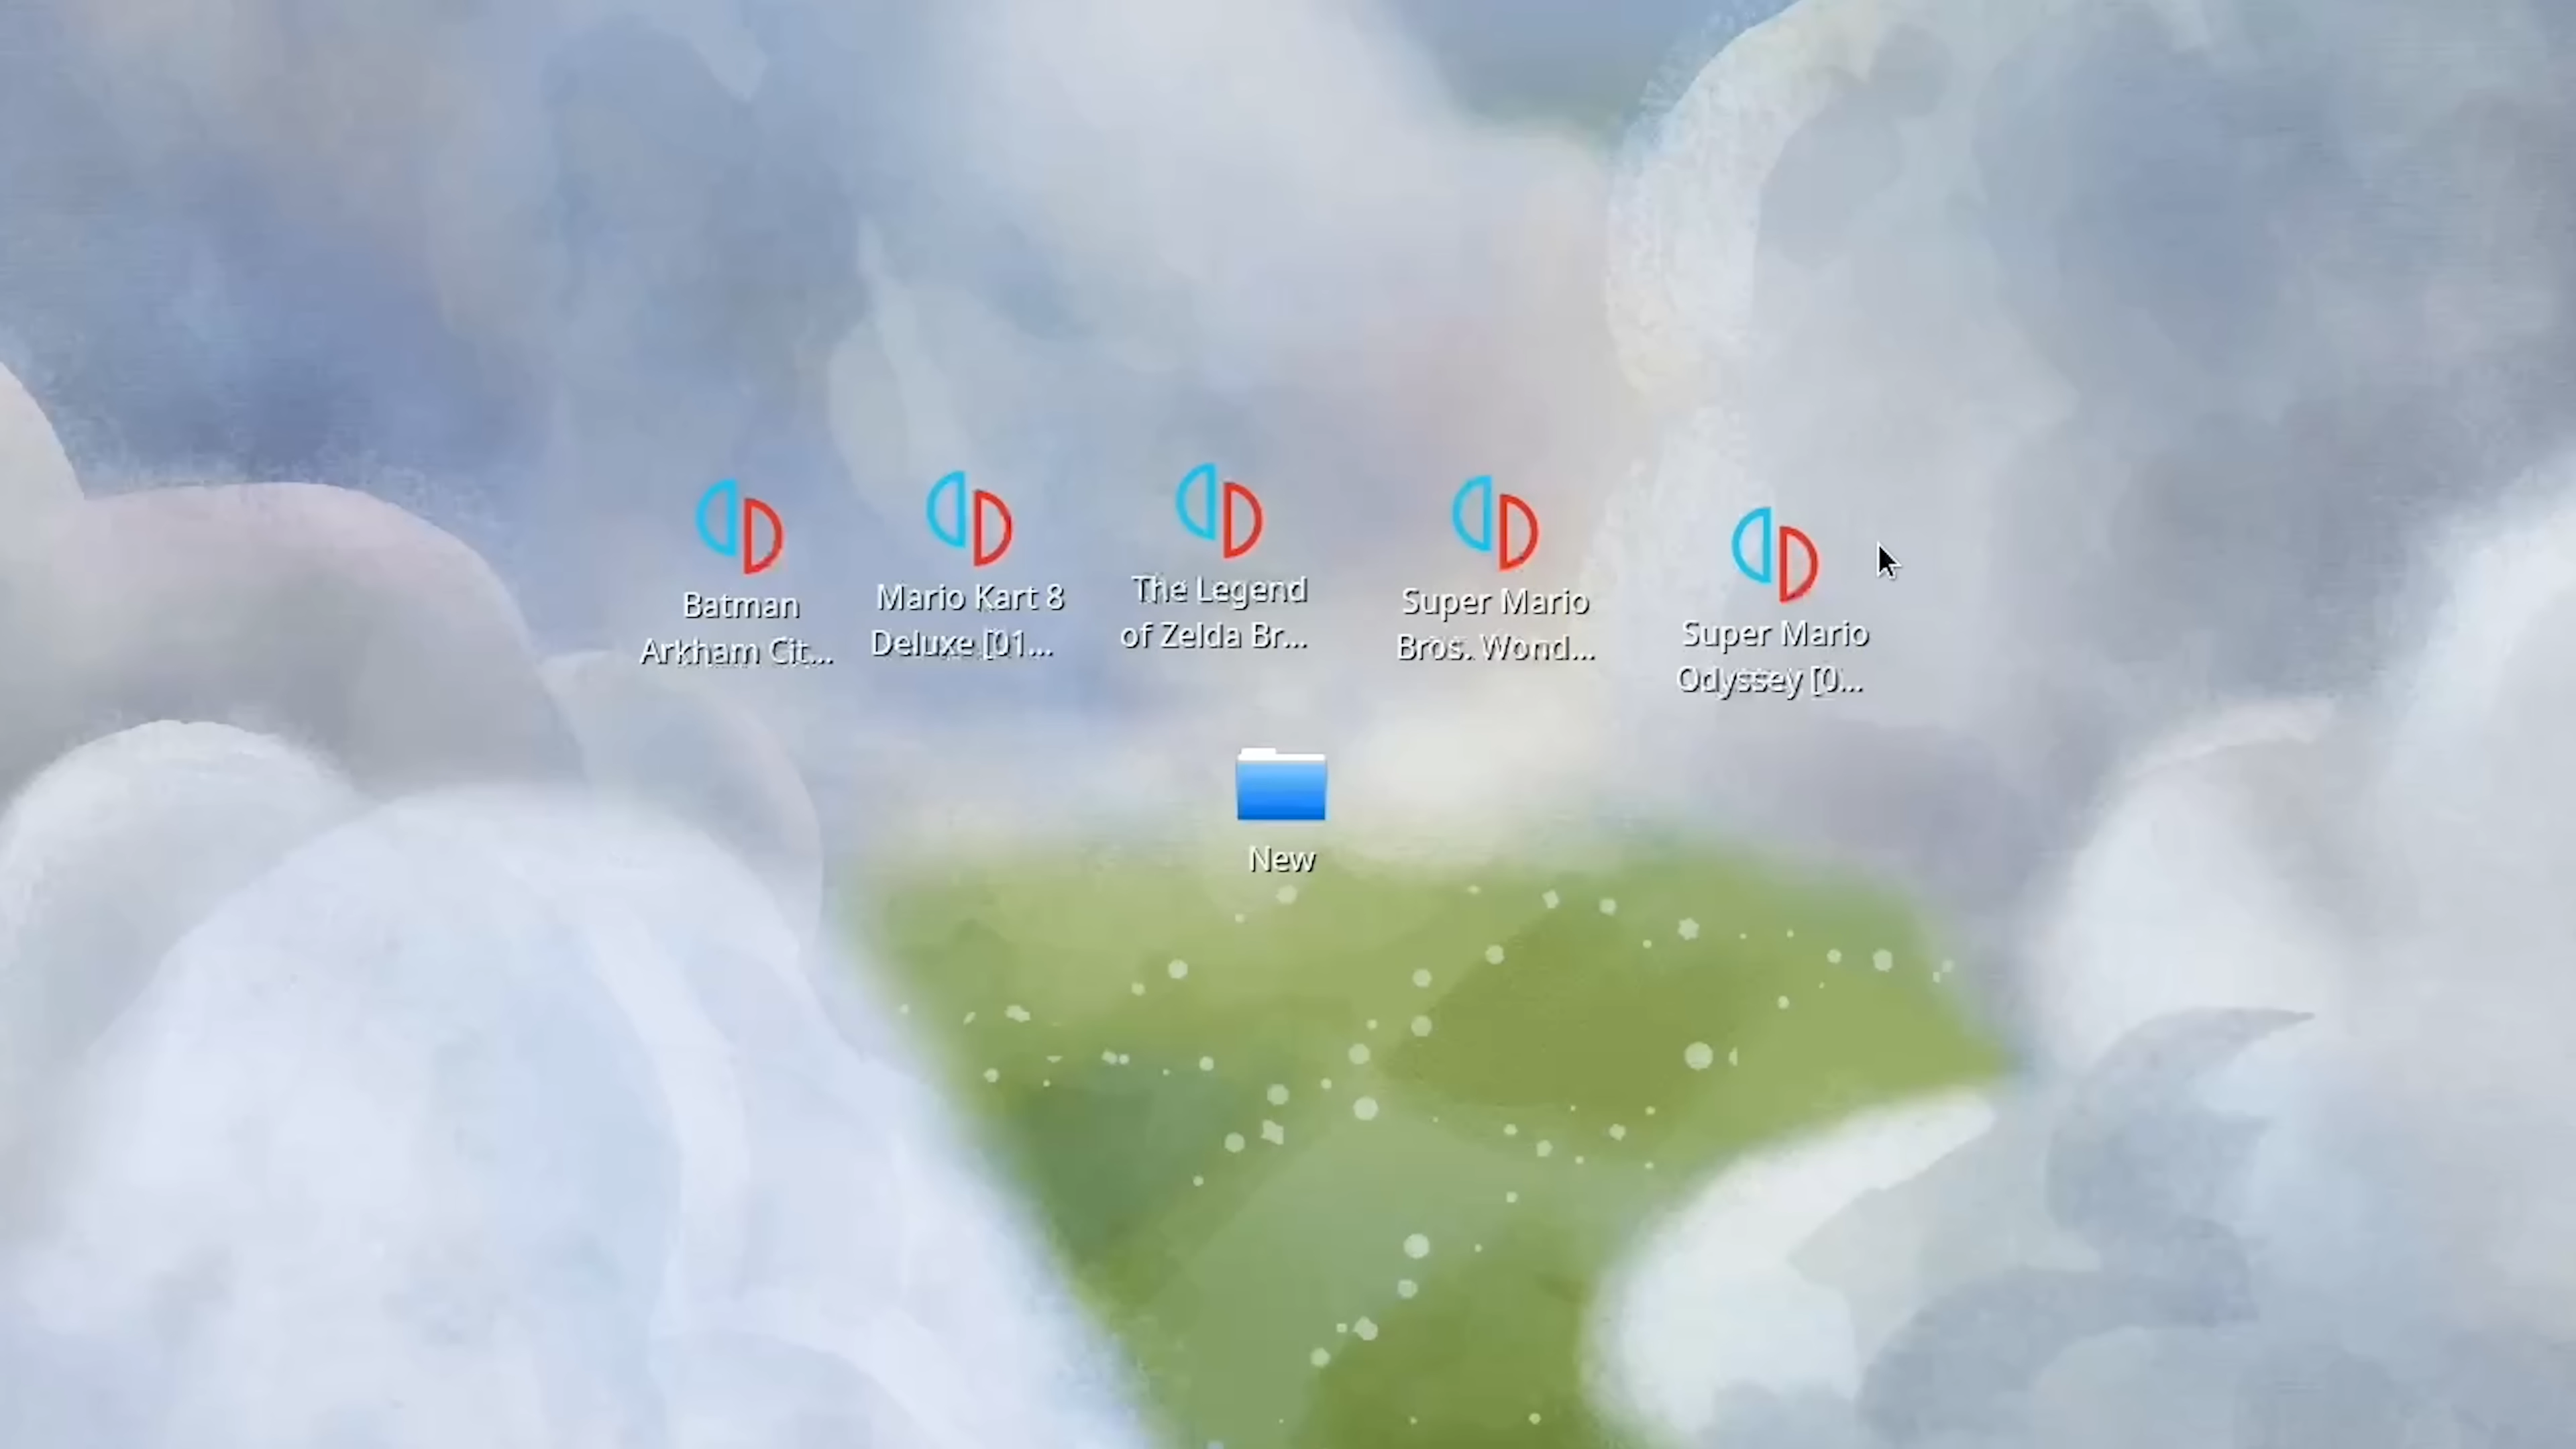 Batman
Arkham Cit...
Mario Kart 8
Deluxe [01...
The Legend
of Zelda Br...
Super Mario
Bros. Wond...
Super Mario
Odyssey [0...
New